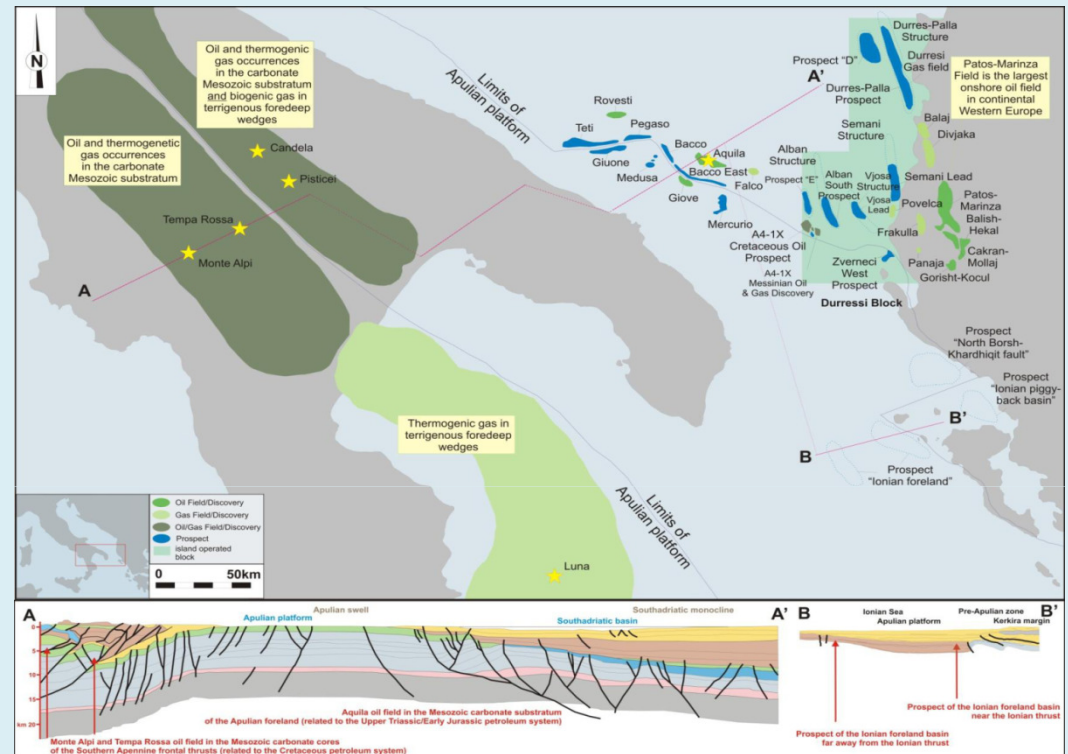 N
Oil and thermogenic
gas occurrences
in the carbonate
Mesozoic substratum
and biogenic gas in
terrigenous foredeep
wedges
Oil and thermogenetic
gas occurrences
in the carbonate
Mesozoic substratum
Candela
Pisticei
Tempa Rossa
Monte Alpi
A
Limits of
Apulian platform
Rovesti
Teti
Pegaso
Giuone
Medusa
Bacco
Aquila
Bacco East
Giove
Falco
Mercurio
A'
Prospect "D"
Durres-Palla
Structure
Durresi
Gas field
Durres-Palla
Prospect
Patos-Marinza
Field is the largest
onshore oil field
in continental
Western Europe
Semani
Structure
Balaj
Divjaka
Alban
Structure
Prospect "E"
Alban
South
Prospect
Vjosa
Structure
Vjosa
Lead
Semani Lead
Povelca
Patos-
Marinza
Balish-
Hekal
Frakulla
Cakran-
Mollaj
Panaja
Gorisht-Kocul
A4-1X
Cretaceous Oil
Prospect
A4-1X
Messinian Oil
& Gas Discovery
Zverneci
West
Prospect
Durressi Block
Prospect
"North Borsh-
Khardhiqit fault"
Prospect
"Ionian piggy-
back basin"
B'
B
Prospect
"Ionian foreland"
Thermogenic gas in
terrigenous foredeep
wedges
Limits of
Apulian platform
Luna
Oil Field/Discovery
Gas Field/Discovery
Oil/Gas Field/Discovery
Prospect
island operated
block
0 50km
A
Apulian swell
Apulian platform
Southadriatic monocline
Southadriatic basin
A'
B
Ionian Sea
Apulian platform
Pre-Apulian zone
Kerkira margin
B'
0
5
10
15
km 20
Aquila oil field in the Mesozoic carbonate substratum
of the Apulian foreland (related to the Upper Triassic/Early Jurassic petroleum system)
Monte Alpi and Tempa Rossa oil field in the Mesozoic carbonate cores
of the Southern Apennine frontal thrusts (related to the Cretaceous petroleum system)
Prospect of the Ionian foreland basin
near the Ionian thrust
Prospect of the Ionian foreland basin
far away from the Ionian thrust